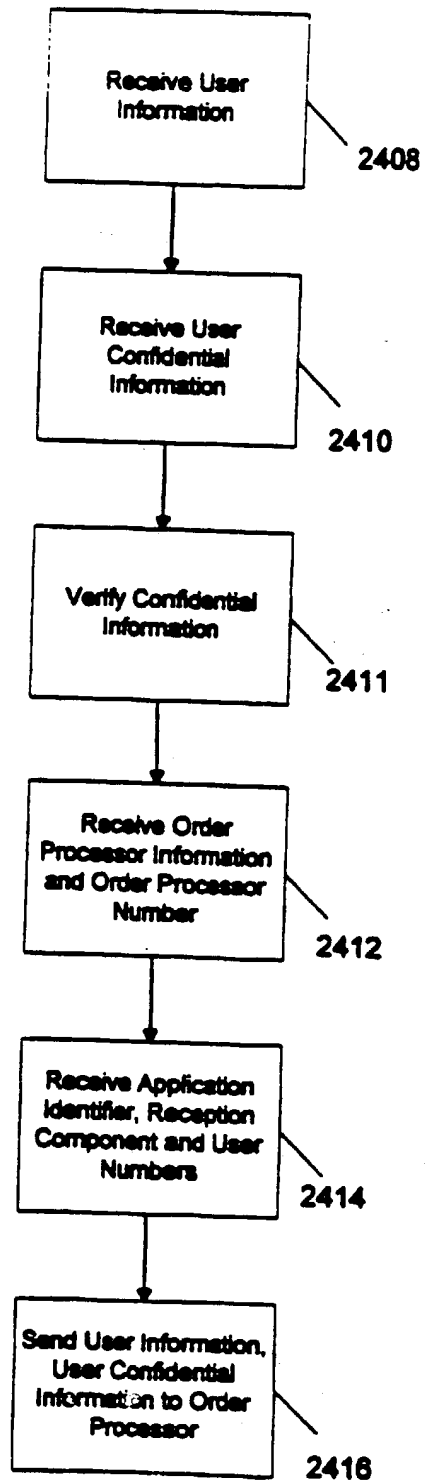 Receive User
Information
2408
Receive User
Confidential
Information
2410
Verify Confidential
Information
2411
Receive Order
Processor Information
and Order Processor
Number
2412
Receive Application
Identifier, Reception
Component and User
Numbers
2414
Send User Information,
User Confidential
Information to Order
Processor
2416